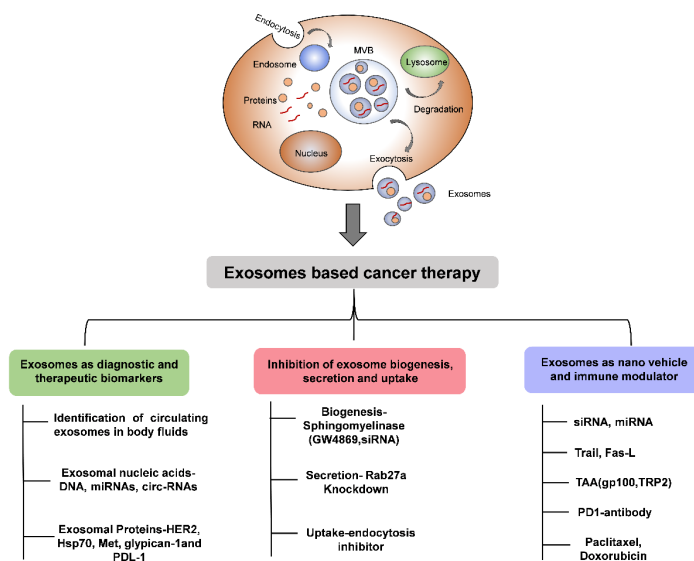 Endocytosis
Endosome
MVB
Lysosome
Proteins
RNA
Degradation
Nucleus
Exocytosis
Exosomes
Exosomes based cancer therapy
Exosomes as diagnostic and
therapeutic biomarkers
Identification of circulating
exosomes in body fluids
Exosomal nucleic acids-
DNA, miRNAs, circ-RNAs
Exosomal Proteins-HER2,
Hsp70, Met, glypican-1and
PDL-1
Inhibition of exosome biogenesis,
secretion and uptake
Biogenesis-
Sphingomyelinase
(GW4869,siRNA)
Secretion- Rab27a
Knockdown
Uptake-endocytosis
inhibitor
Exosomes as nano vehicle
and immune modulator
siRNA, miRNA
Trail, Fas-L
TAA(gp100,TRP2)
PD1-antibody
Paclitaxel,
Doxorubicin